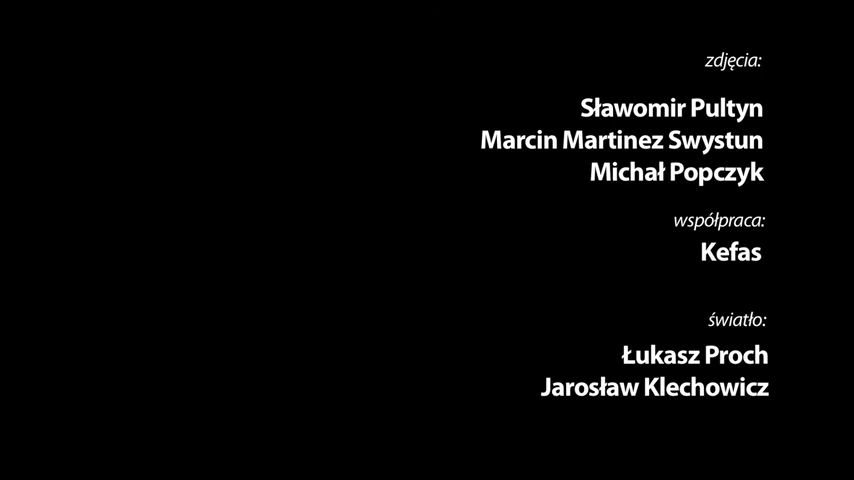 zdjęcia:
Sławomir Pultyn
Marcin Martinez Swystun
Michał Popczyk
współpraca:
Kefas
światło:
Łukasz Proch
Jarosław Klechowicz